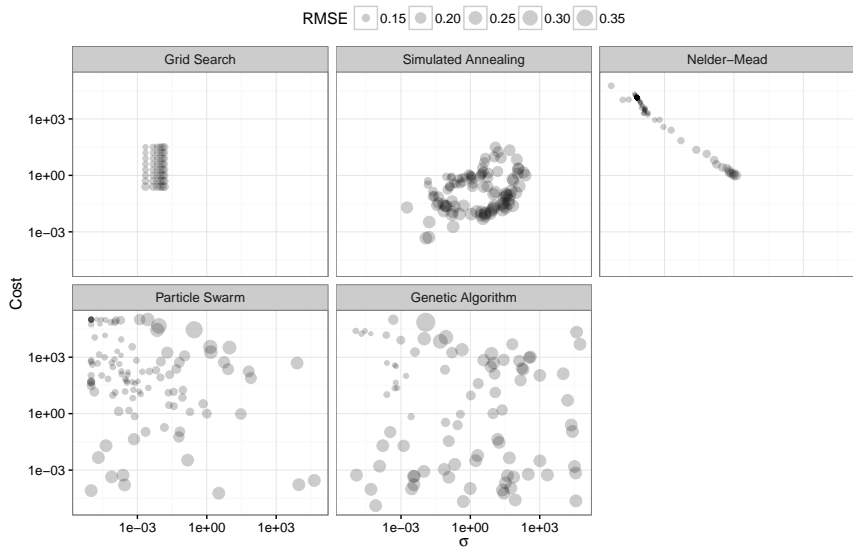 RMSE 0.15 0.20 0.25 0.30 0.35
Grid Search Simulated Annealing Nelder−Mead
1e+03
1e+00
1e−03
Cost
Particle Swarm Genetic Algorithm
1e+03
1e+00
1e−03
1e−03 1e+00 1e+03 1e−03 1e+00 1e+03
σ